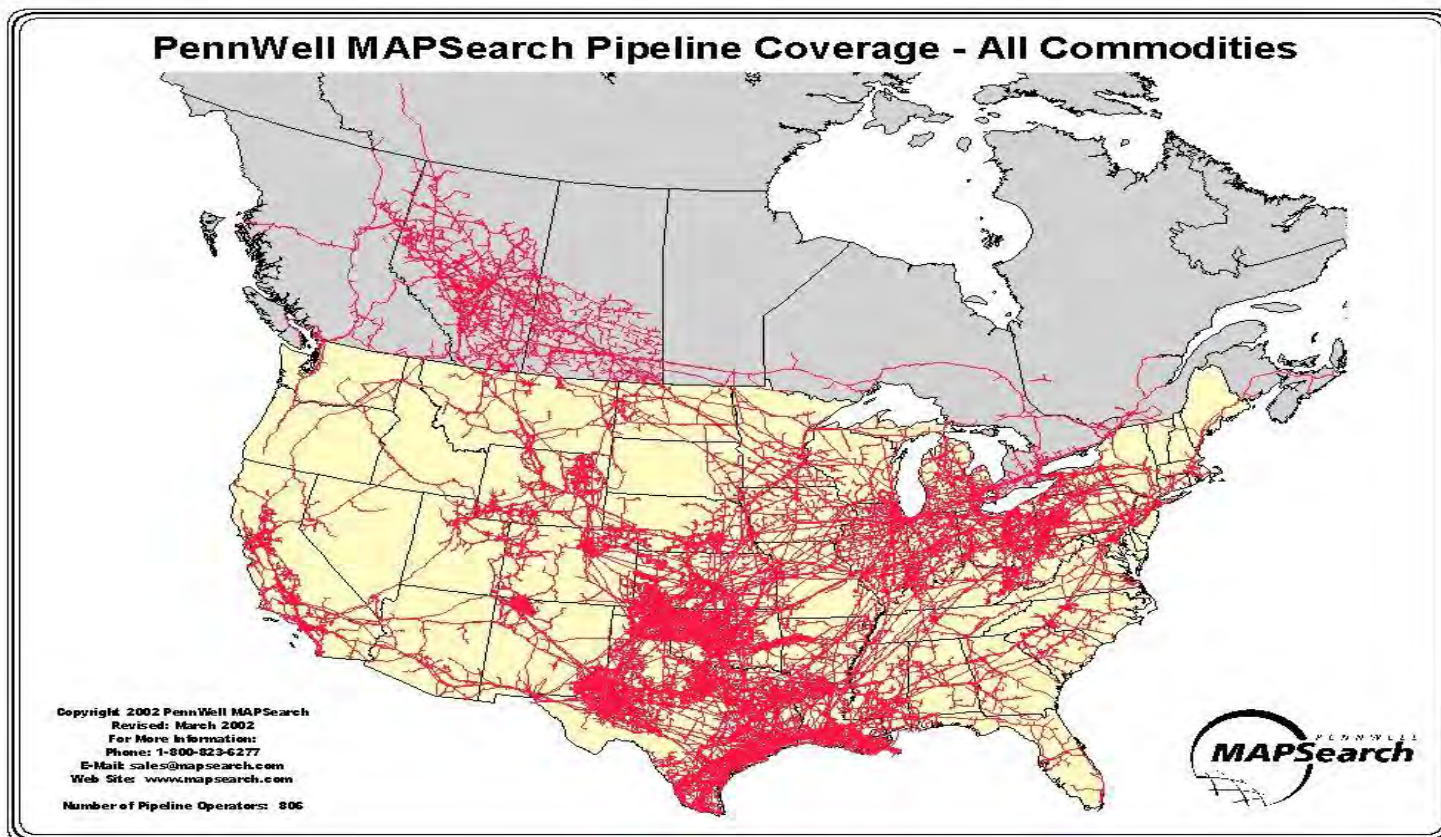 PennWell MAPSearch Pipeline Coverage - All Commodities
Copyright 2002 PennWell MAPSearch
Revised: March 2002
For More Information:
Phone: 1-800-823-6277
E-Mail: sales@mapsearch.com
Web Site: www.mapsearch.com
Number of Pipeline Operators: 806
PENNWELL
MAPSearch